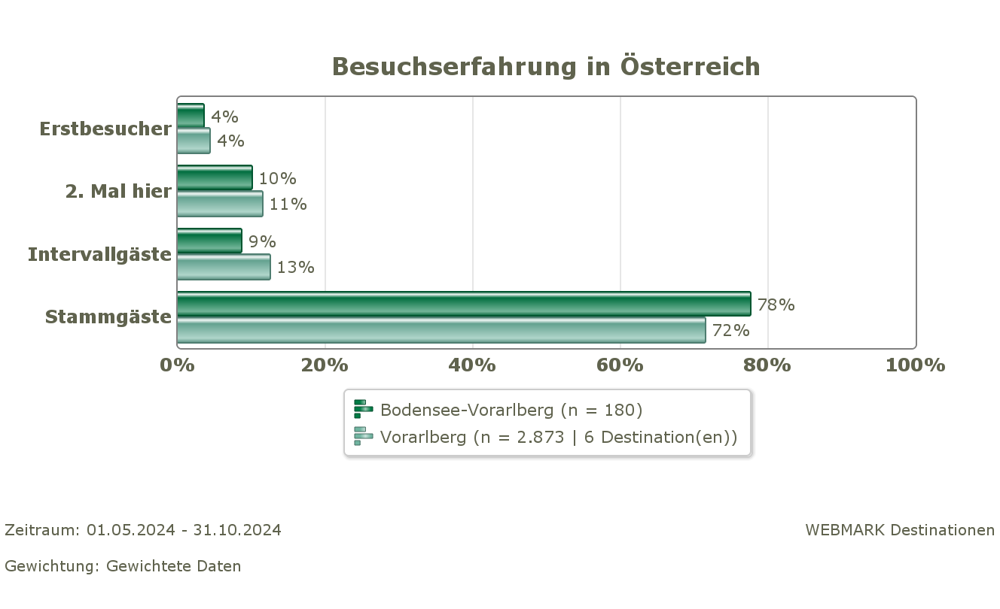 Besuchserfahrung in Österreich
Erstbesucher
4%
4%
2. Mal hier
10%
11%
Intervallgäste
9%
13%
Stammgäste
78%
72%
0% 20% 40% 60% 80% 100%
Bodensee-Vorarlberg (n = 180)
Vorarlberg (n = 2.873 | 6 Destination(en))
Zeitraum: 01.05.2024 - 31.10.2024
WEBMARK Destinationen
Gewichtung: Gewichtete Daten